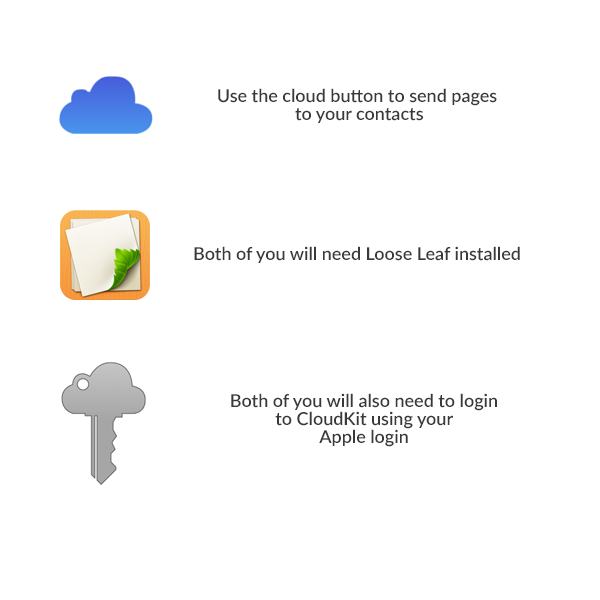 Use the cloud button to send pages
to your contacts
Both of you will need Loose Leaf installed
Both of you will also need to login
to CloudKit using your
Apple login